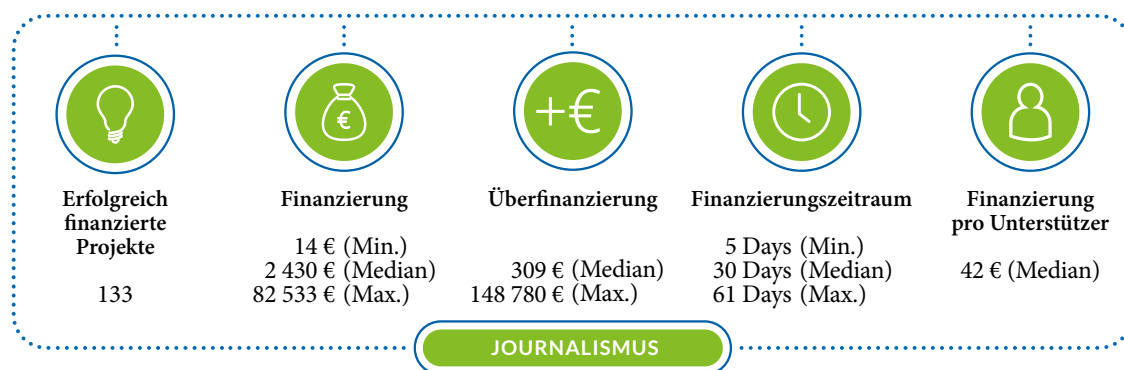 €
+€
Erfolgreich
finanzierte
Projekte
133
Finanzierung
14 € (Min.)
2 430 € (Median)
82 533 € (Max.)
Überfinanzierung
309 € (Median)
148 780 € (Max.)
Finanzierungszeitraum
5 Days (Min.)
30 Days (Median)
61 Days (Max.)
Finanzierung
pro Unterstützer
42 € (Median)
JOURNALISMUS